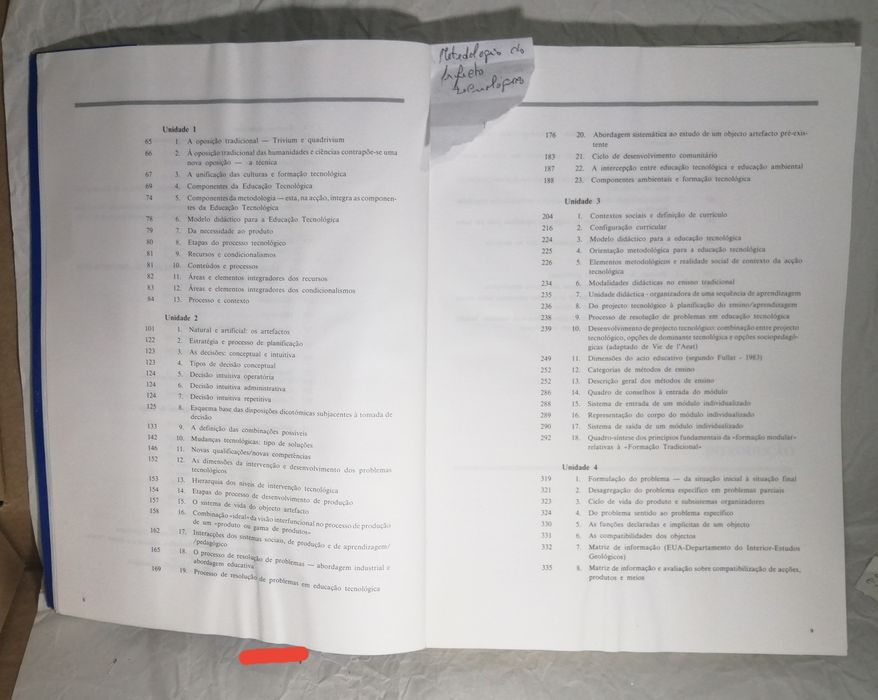 Unidade 1
65 1. A oposição tradicional — Trivium e quadrivium
66 2. A oposição tradicional das humanidades e ciências contrapõe-se uma
nova oposição — a técnica
67 3. A unificação das culturas e formação tecnológica
69 4. Componentes da Educação Tecnológica
74 5. Componentes da metodologia — esta, na acção, integra as componen-
tes da Educação Tecnológica
78 6. Modelo didáctico para a Educação Tecnológica
79 7. Da necessidade ao produto
80 8. Etapas do processo tecnológico
81 9. Recursos e condicionalismos
81 10. Conteúdos e processos
82 11. Áreas e elementos integradores dos recursos
83 12. Áreas e elementos integradores dos condicionalismos
84 13. Processo e contexto
Unidade 2
101 1. Natural e artificial: os artefactos
122 2. Estratégia e processo de planificação
123 3. As decisões: conceptual e intuitiva
123 4. Tipos de decisão conceptual
124 5. Decisão intuitiva operatória
124 6. Decisão intuitiva administrativa
124 7. Decisão intuitiva repetitiva
125 8. Esquema base das disposições dicotómicas subjacentes à tomada de
decisão
133 9. A definição das combinações possíveis
142 10. Mudanças tecnológicas: tipo de soluções
146 11. Novas qualificações/novas competências
152 12. As dimensões da intervenção e desenvolvimento dos problemas
tecnológicos
153 13. Hierarquia dos níveis de intervenção tecnológica
154 14. Etapas do processo de desenvolvimento de produção
157 15. O sistema de vida do objecto artefacto
158 16. Combinação «ideal» da visão interfuncional no processo de produção
de um «produto ou gama de produtos»
162 17. Interacções dos sistemas sociais, de produção e de aprendizagem/
/pedagógico
165 18. O processo de resolução de problemas — abordagem industrial e
abordagem educativa
169 19. Processo de resolução de problemas em educação tecnológica
8
Metodologia do
176 20. Abordagem sistemática ao estudo de um objecto artefacto pré-exis-
tente
183 21. Ciclo de desenvolvimento comunitário
187 22. A intercepção entre educação tecnológica e educação ambiental
188 23. Componentes ambientais e formação tecnológica
Unidade 3
204 1. Contextos sociais e definição de currículo
216 2. Configuração curricular
224 3. Modelo didáctico para a educação tecnológica
225 4. Orientação metodológica para a educação tecnológica
226 5. Elementos metodológicos e realidade social de contexto da acção
tecnológica
234 6. Modalidades didácticas no ensino tradicional
235 7. Unidade didáctica - organizadora de uma sequência de aprendizagem
236 8. Do projecto tecnológico à planificação do ensino/aprendizagem
238 9. Processo de resolução de problemas em educação tecnológica
239 10. Desenvolvimento de projecto tecnológico: combinação entre projecto
tecnológico, opções de dominante tecnológica e opções sociopedagó-
gicas (adaptado de Vie de l'Aeat)
249 11. Dimensões do acto educativo (segundo Fullat - 1983)
252 12. Categorias de métodos de ensino
252 13. Descrição geral dos métodos de ensino
286 14. Quadro de conselhos à entrada do módulo
288 15. Sistema de entrada de um módulo individualizado
289 16. Representação do corpo do módulo individualizado
290 17. Sistema de saída de um módulo individualizado
292 18. Quadro-síntese dos princípios fundamentais da «formação modular»
relativas à «Formação Tradicional»
Unidade 4
319 1. Formulação do problema — da situação inicial à situação final
321 2. Desagregação do problema específico em problemas parciais
323 3. Ciclo de vida do produto e subsistemas organizadores
324 4. Do problema sentido ao problema específico
330 5. As funções declaradas e implícitas de um objecto
331 6. As compatibilidades dos objectos
332 7. Matriz de informação (EUA-Departamento do Interior-Estudos
Geológicos)
335 8. Matriz de informação e avaliação sobre compatibilização de acções,
produtos e meios
9